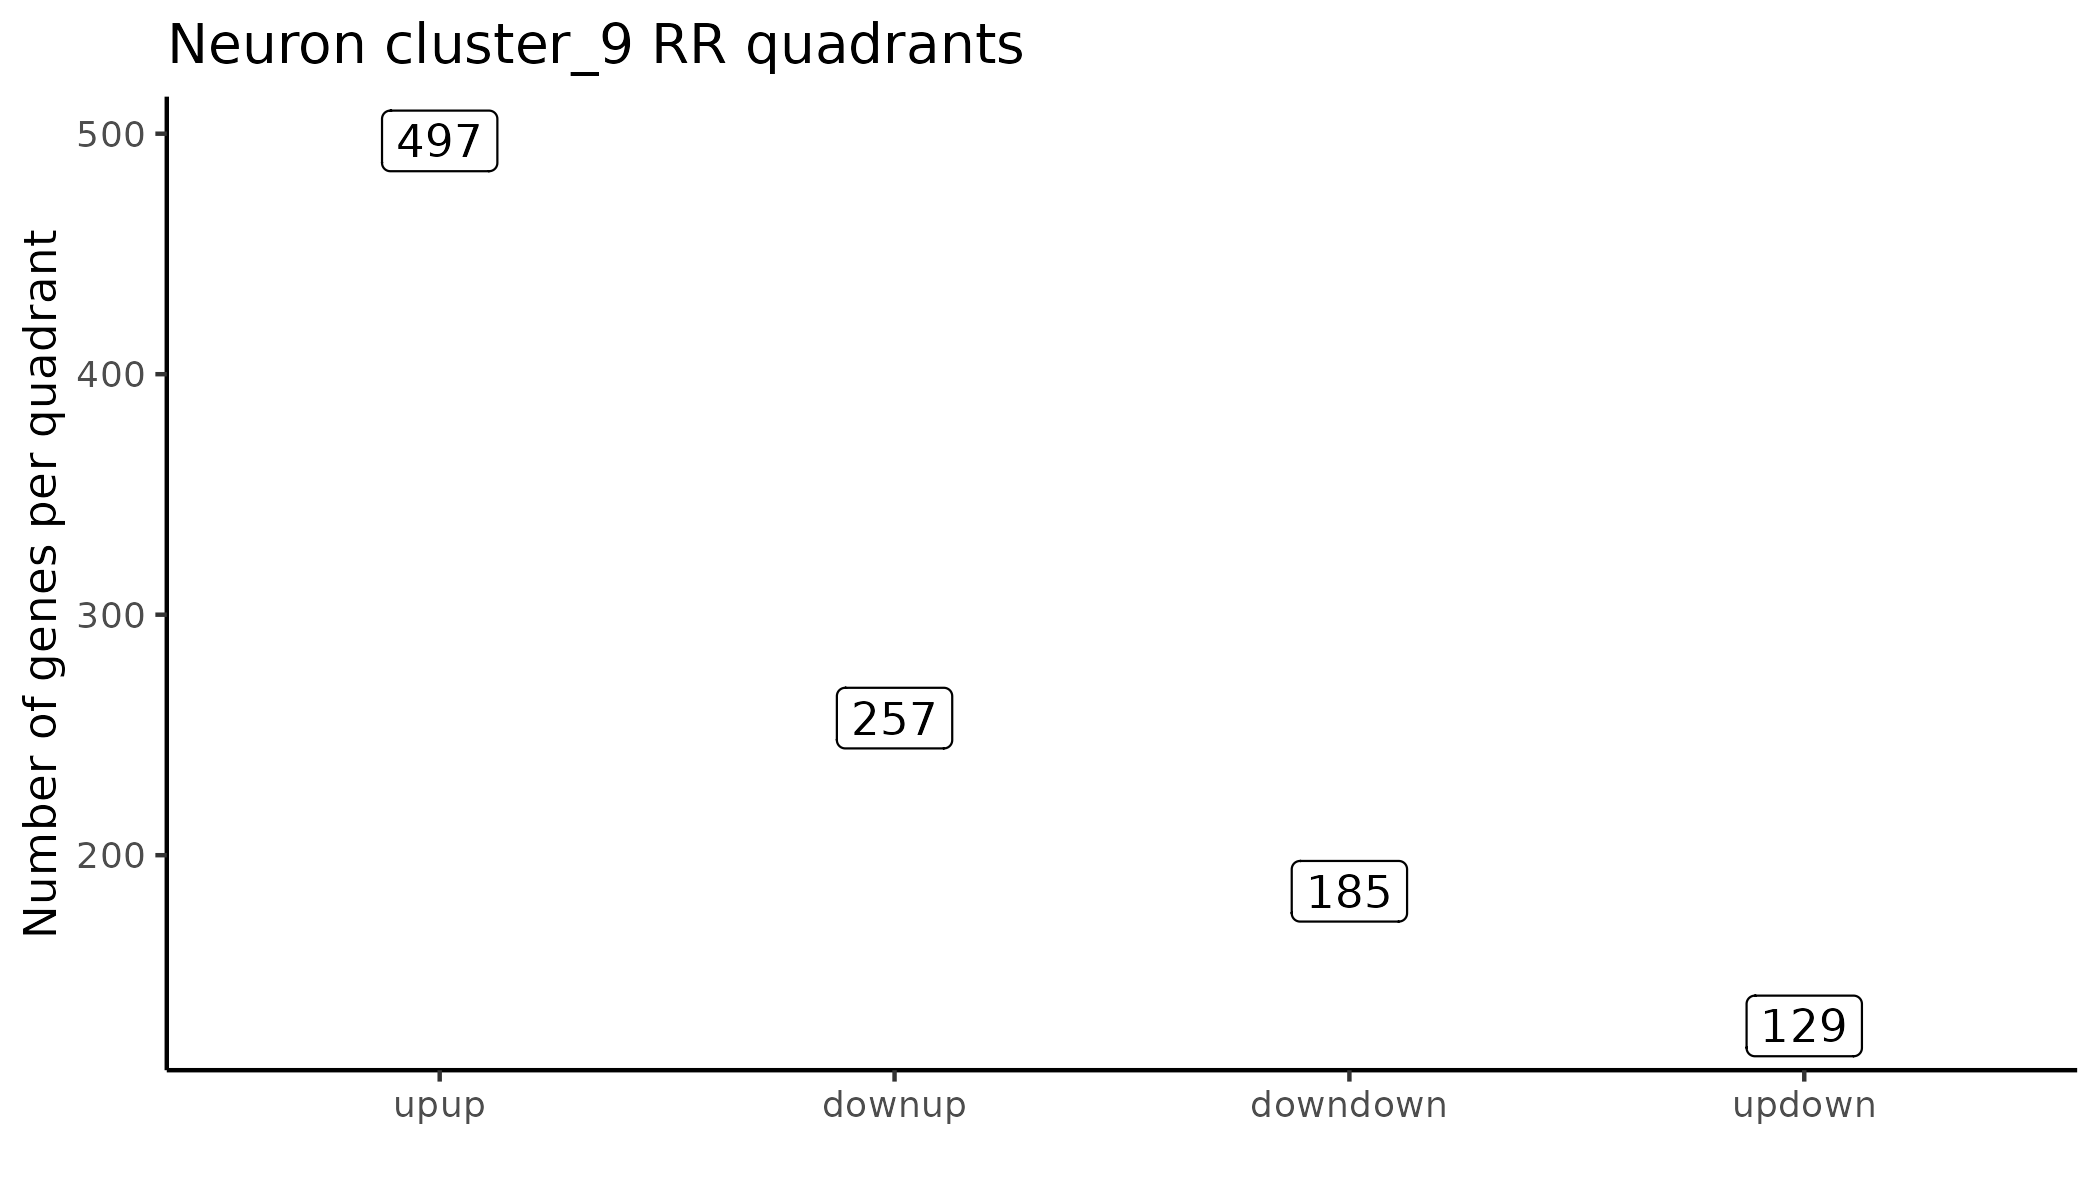 Neuron cluster_9 RR quadrants
Number of genes per quadrant
500
400
300
200
497
257
185
129
upup
downup
downdown
updown